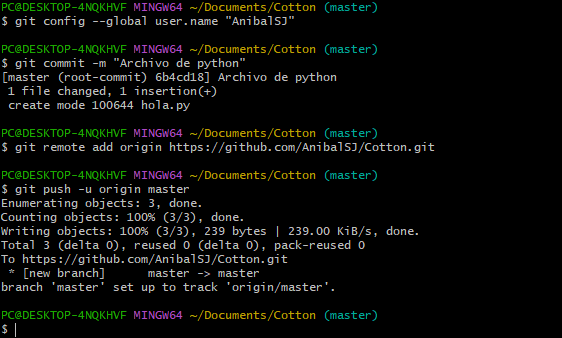 PC@DESKTOP-4NQKHVF MINGW64 ~/Documents/Cotton (master)
$ git config --global user.name "AnibalSJ"
PC@DESKTOP-4NQKHVF MINGW64 ~/Documents/Cotton (master)
$ git commit -m "Archivo de python"
[master (root-commit) 6b4cd18] Archivo de python
 1 file changed, 1 insertion(+)
 create mode 100644 hola.py
PC@DESKTOP-4NQKHVF MINGW64 ~/Documents/Cotton (master)
$ git remote add origin https://github.com/AnibalSJ/Cotton.git
PC@DESKTOP-4NQKHVF MINGW64 ~/Documents/Cotton (master)
$ git push -u origin master
Enumerating objects: 3, done.
Counting objects: 100% (3/3), done.
Writing objects: 100% (3/3), 239 bytes | 239.00 KiB/s, done.
Total 3 (delta 0), reused 0 (delta 0), pack-reused 0
To https://github.com/AnibalSJ/Cotton.git
 * [new branch]      master -> master
branch 'master' set up to track 'origin/master'.
PC@DESKTOP-4NQKHVF MINGW64 ~/Documents/Cotton (master)
$